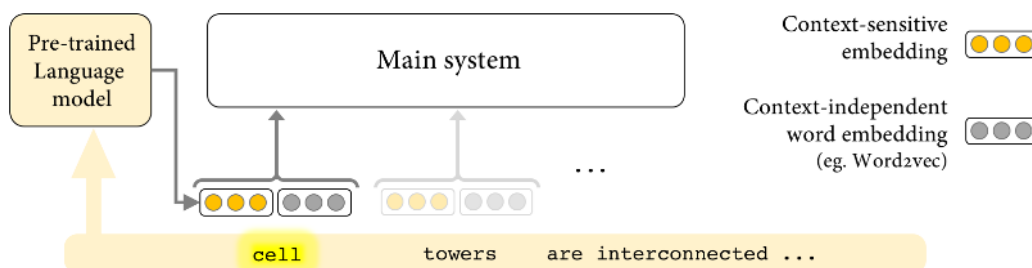 Pre-trained
Language
model
Main system
Context-sensitive
embedding
Context-independent
word embedding
(eg. Word2vec)
...
cell towers are interconnected ...